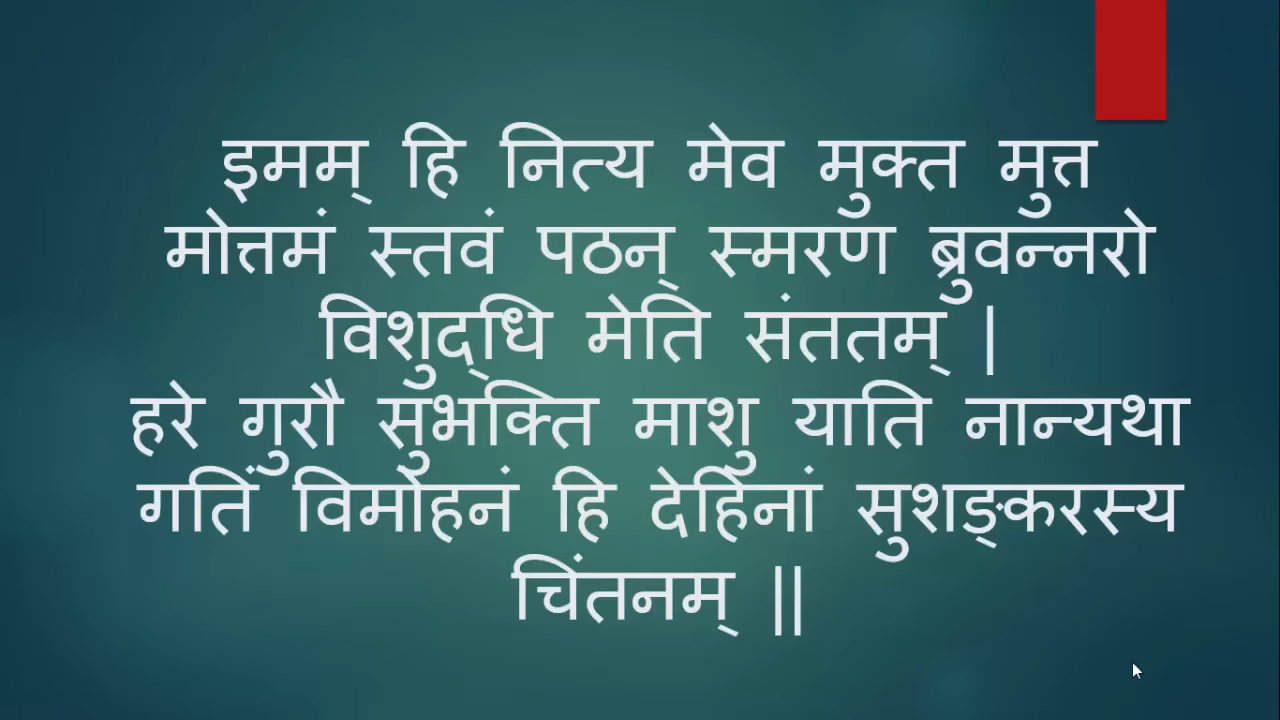 इमम् हि नित्य मेव मुक्त मुत्त
मोत्तमं स्तवं पठन् स्मरण ब्रुवन्नरो
विशुद्धि मेति संततम् |
हरे गुरौ सुभक्ति माशु याति नान्यथा
गतिं विमोहनं हि देहिनां सुशङ्करस्य
चिंतनम् ||